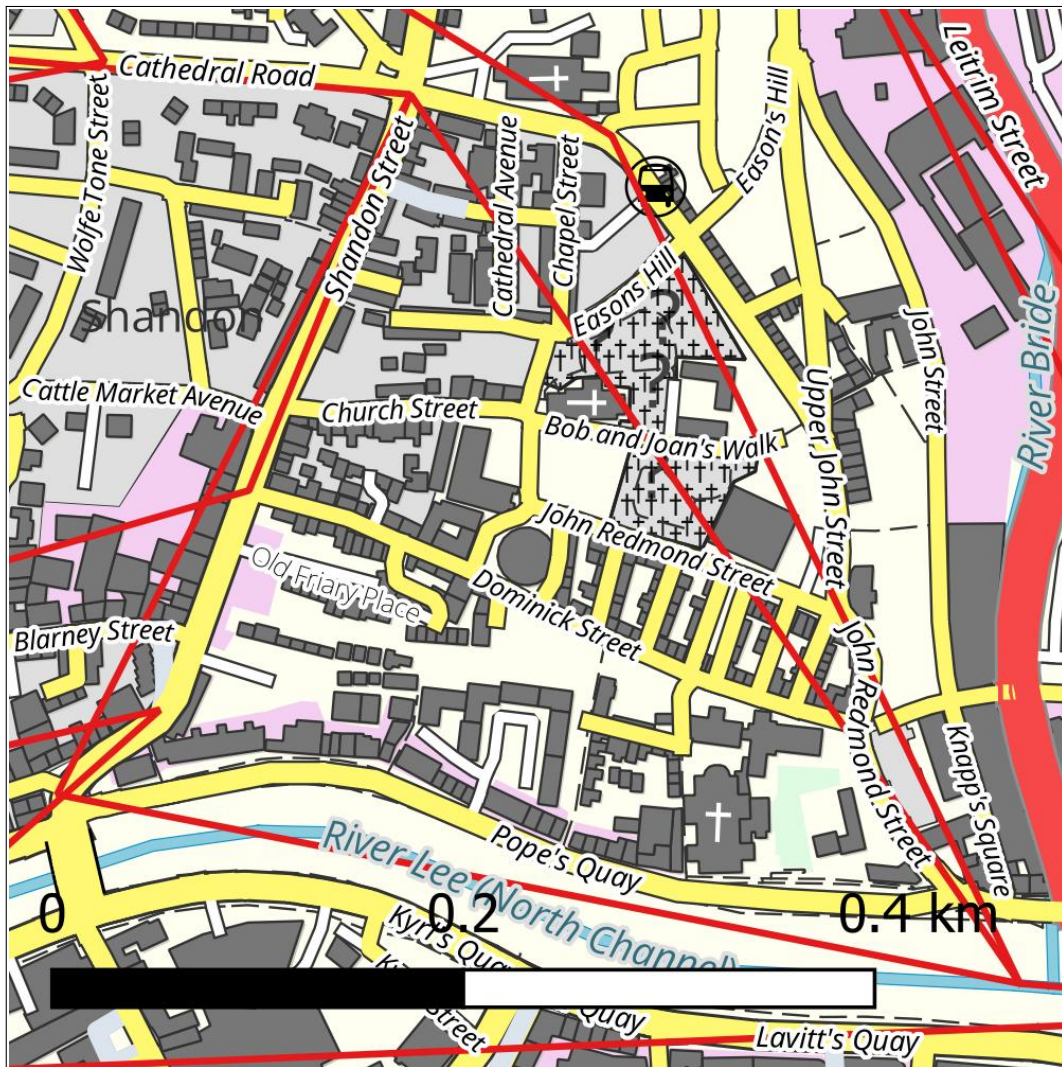 Cathedral Road
Leitrim Street
Wolfe Tone Street
Shandon Street
Cathedral Avenue
Chapel Street
Eason's Hill
Easons Hill
River Bride
Shandon
John Street
Cattle Market Avenue
Church Street
Upper John Street
Bob and Joan's Walk
John Redmond Street
Old Friary Place
Dominick Street
Blarney Street
John Redmond Street
Knapp's Square
Pope's Quay
River Lee (North Channel)
0
0.2
0.4 km
Kyrl's Quay
Street
Quay
Lavitt's Quay